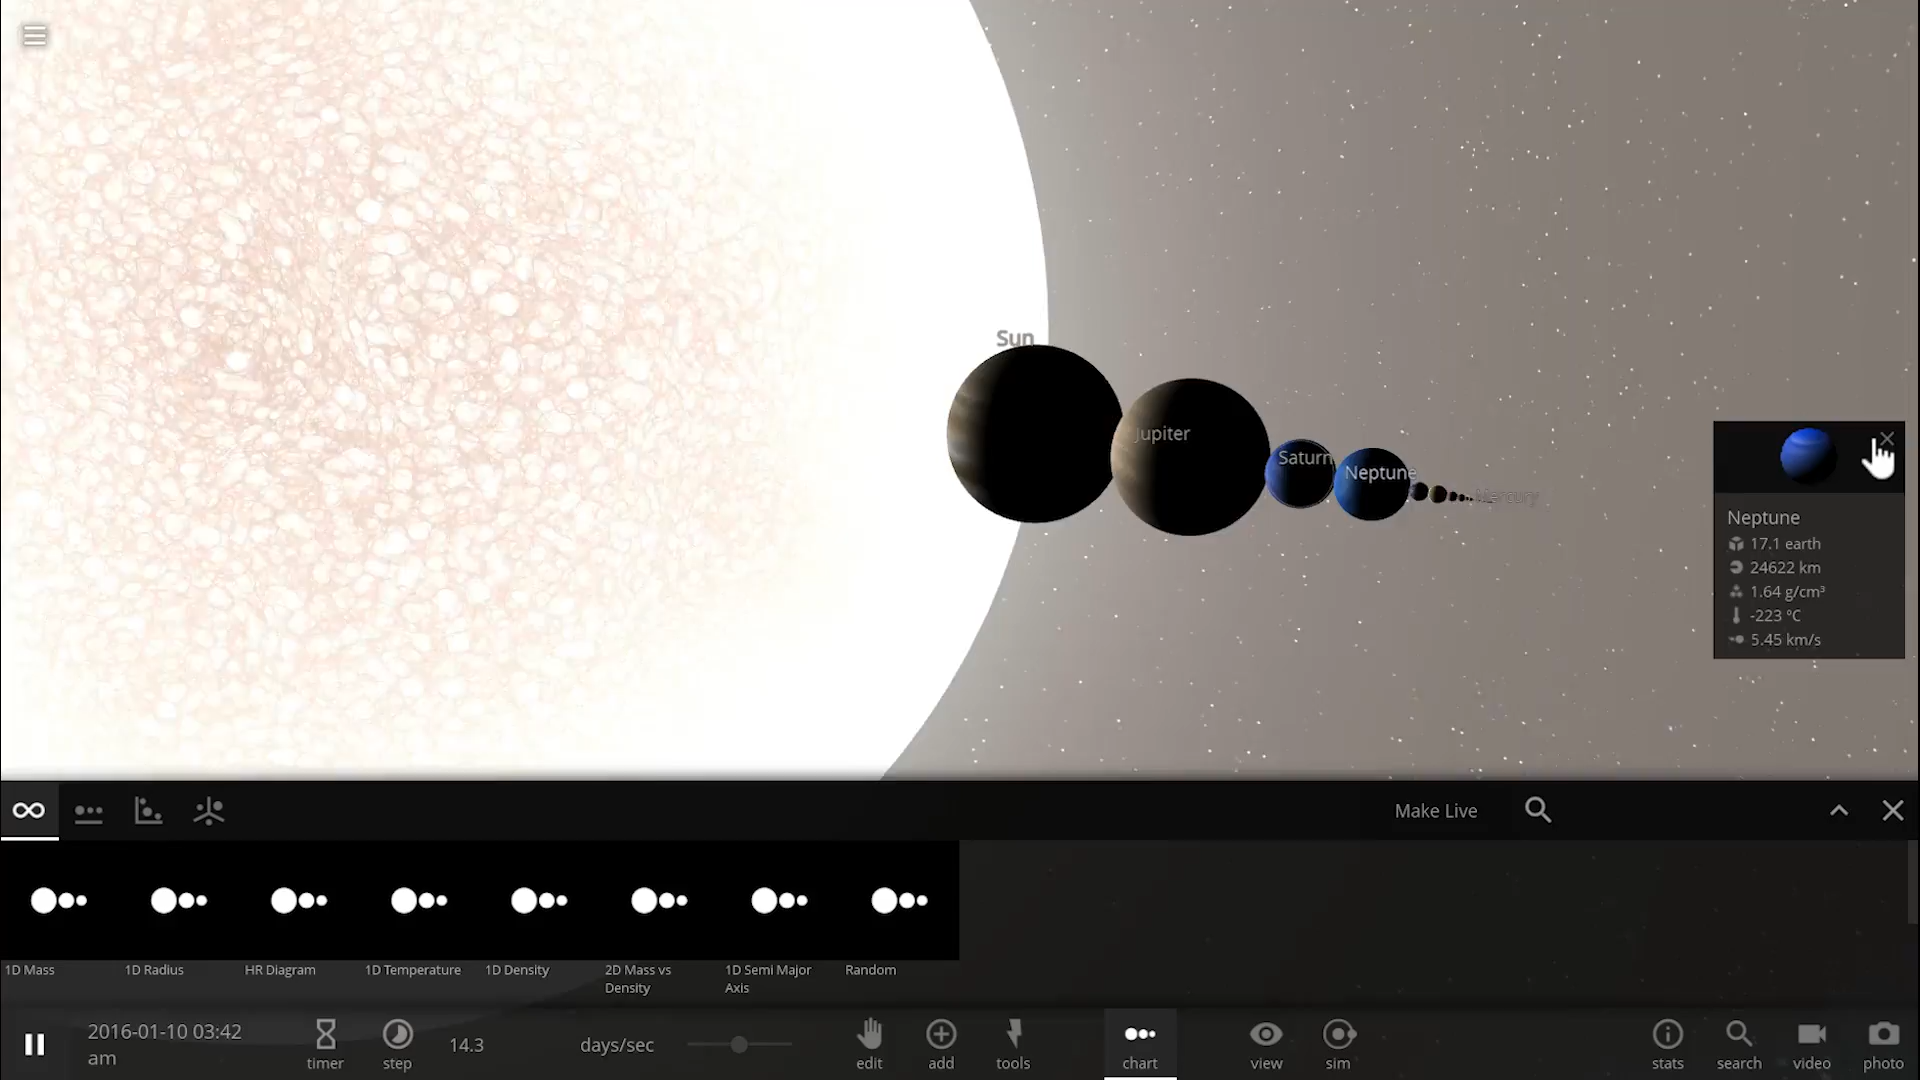 Sun
Jupiter
Saturn
Neptune
Mercury
Neptune
17.1 earth
24622 km
1.64 g/cm³
-223 °C
5.45 km/s
Make Live
1D Mass
1D Radius
HR Diagram
1D Temperature
1D Density
2D Mass vs
Density
1D Semi Major
Axis
Random
2016-01-10 03:42
am
timer
step
14.3
days/sec
edit
add
tools
chart
view
sim
stats
search
video
photo